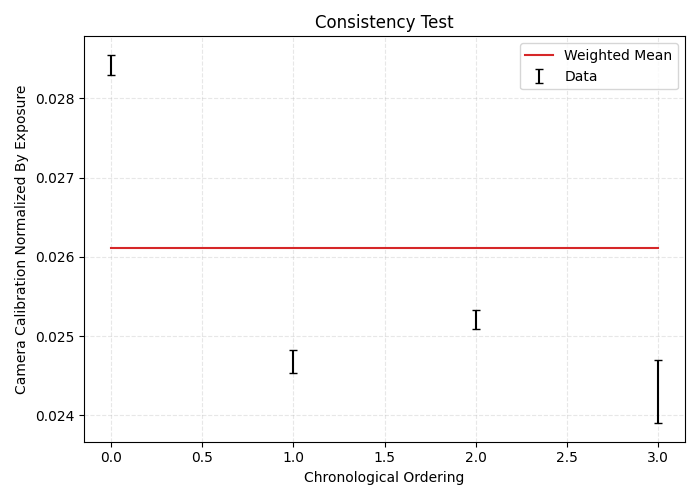 Consistency Test
Weighted Mean
Data
Camera Calibration Normalized By Exposure
0.028
0.027
0.026
0.025
0.024
0.0 0.5 1.0 1.5 2.0 2.5 3.0
Chronological Ordering